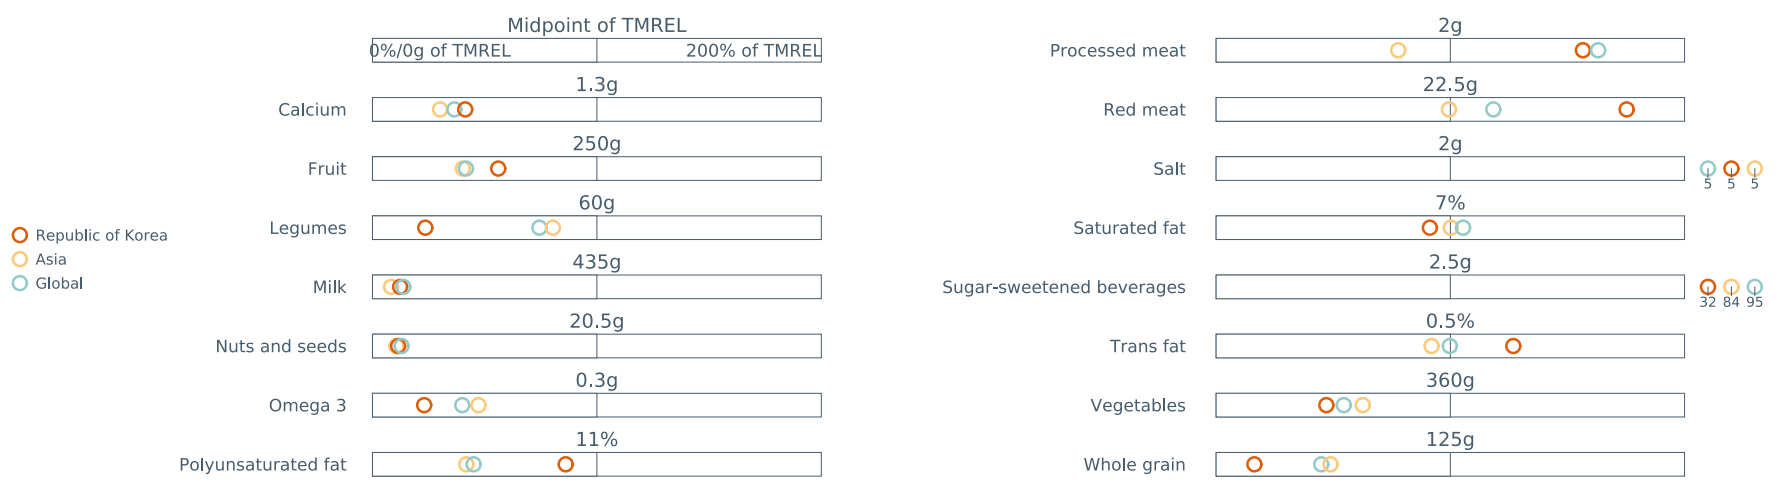 Midpoint of TMREL
0%/0g of TMREL 200% of TMREL
1.3g
Calcium
250g
Fruit
60g
Legumes
435g
Milk
20.5g
Nuts and seeds
0.3g
Omega 3
11%
Polyunsaturated fat
Republic of Korea
Asia
Global
2g
Processed meat
22.5g
Red meat
2g
Salt
5 5 5
7%
Saturated fat
2.5g
Sugar-sweetened beverages
32 84 95
0.5%
Trans fat
360g
Vegetables
125g
Whole grain